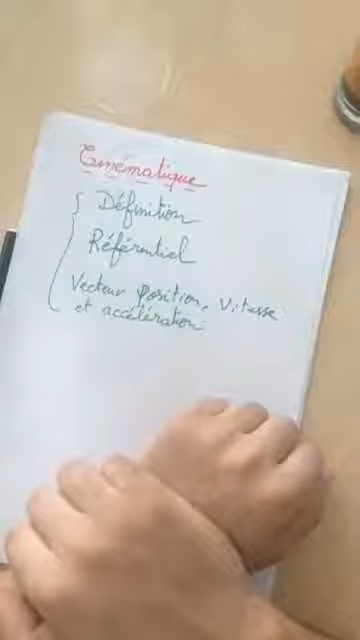 Cinématique
Définition
Référentiel
Vecteur position, Vitesse
et accélération